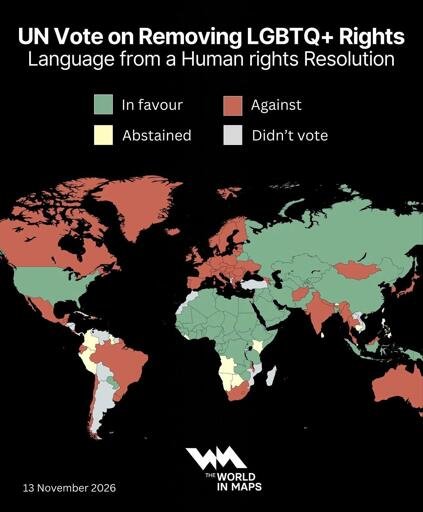 UN Vote on Removing LGBTQ+ Rights
Language from a Human rights Resolution
In favour
Against
Abstained
Didn't vote
THE WORLD
IN MAPS
13 November 2026